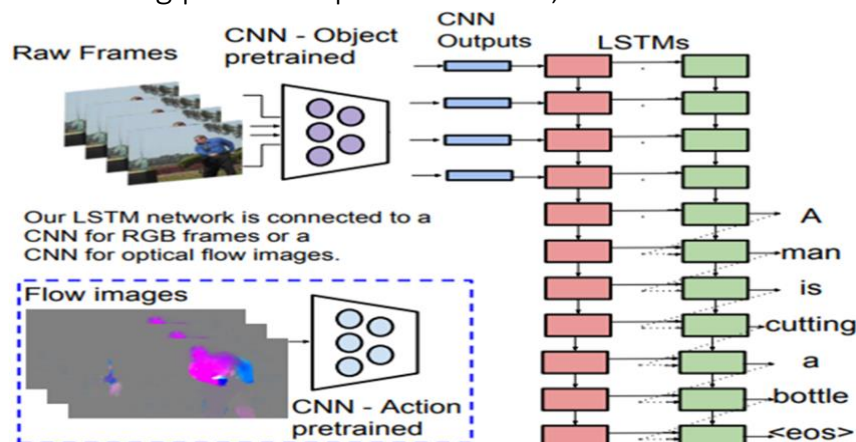 CNN - Object
pretrained
CNN
Outputs
LSTMs
Raw Frames
Our LSTM network is connected to a
CNN for RGB frames or a
CNN for optical flow images.
Flow images
CNN - Action
pretrained
A
man
is
cutting
a
bottle
<eos>